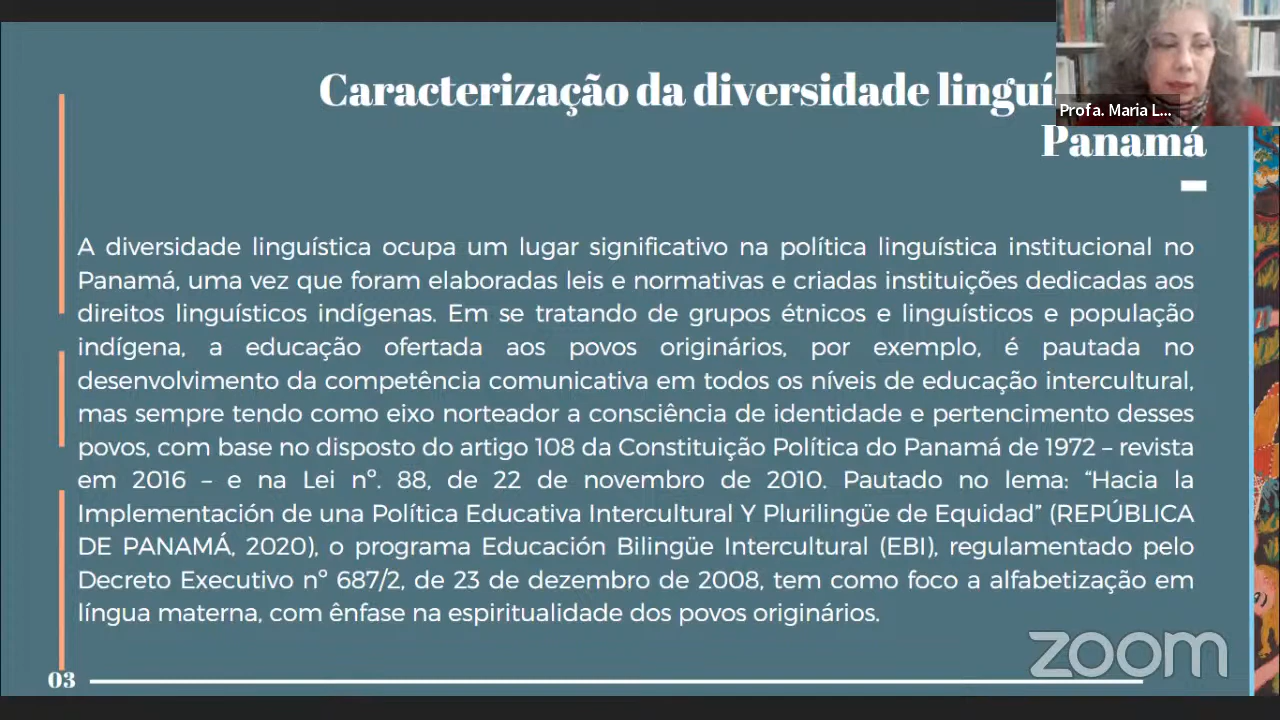 Caracterização da diversidade
Profa. Maria L...
Panamá
A diversidade linguística ocupa um lugar significativo na política linguística institucional no
Panamá, uma vez que foram elaboradas leis e normativas e criadas instituições dedicadas aos
direitos linguísticos indígenas. Em se tratando de grupos étnicos e linguísticos e população
indígena, a educação ofertada aos povos originários, por exemplo, é pautada no
desenvolvimento da competência comunicativa em todos os níveis de educação intercultural,
mas sempre tendo como eixo norteador a consciência de identidade e pertencimento desses
povos, com base no disposto do artigo 108 da Constituição Política do Panamá de 1972 – revista
em 2016 – e na Lei nº. 88, de 22 de novembro de 2010. Pautado no lema: “Hacia la
Implementación de una Política Educativa Intercultural Y Plurilingüe de Equidad” (REPÚBLICA
DE PANAMÁ, 2020), o programa Educación Bilingüe Intercultural (EBI), regulamentado pelo
Decreto Executivo nº 687/2, de 23 de dezembro de 2008, tem como foco a alfabetização em
língua materna, com ênfase na espiritualidade dos povos originários.
zoom
03